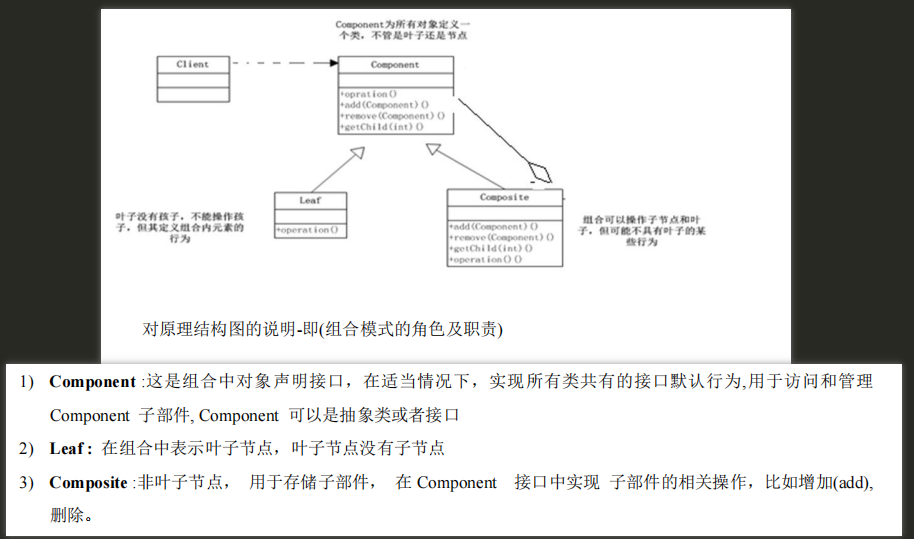 Component为所有对象定义一
个类，不管是叶子还是节点
Client
Component
+opration()
+add(Component)()
+remove(Component)()
+getChild(int)()
Leaf
+operation()
叶子没有孩子，不能操作孩
子，但其定义组合内元素的
行为
Composite
+add(Component)()
+remove(Component)()
+getChild(int)()
+operation()()
组合可以操作子节点和叶
子，但可能不具有叶子的某
些行为
对原理结构图的说明-即(组合模式的角色及职责)
1) Component :这是组合中对象声明接口，在适当情况下，实现所有类共有的接口默认行为,用于访问和管理
Component 子部件, Component 可以是抽象类或者接口
2) Leaf : 在组合中表示叶子节点，叶子节点没有子节点
3) Composite :非叶子节点， 用于存储子部件， 在 Component 接口中实现 子部件的相关操作，比如增加(add),
删除。